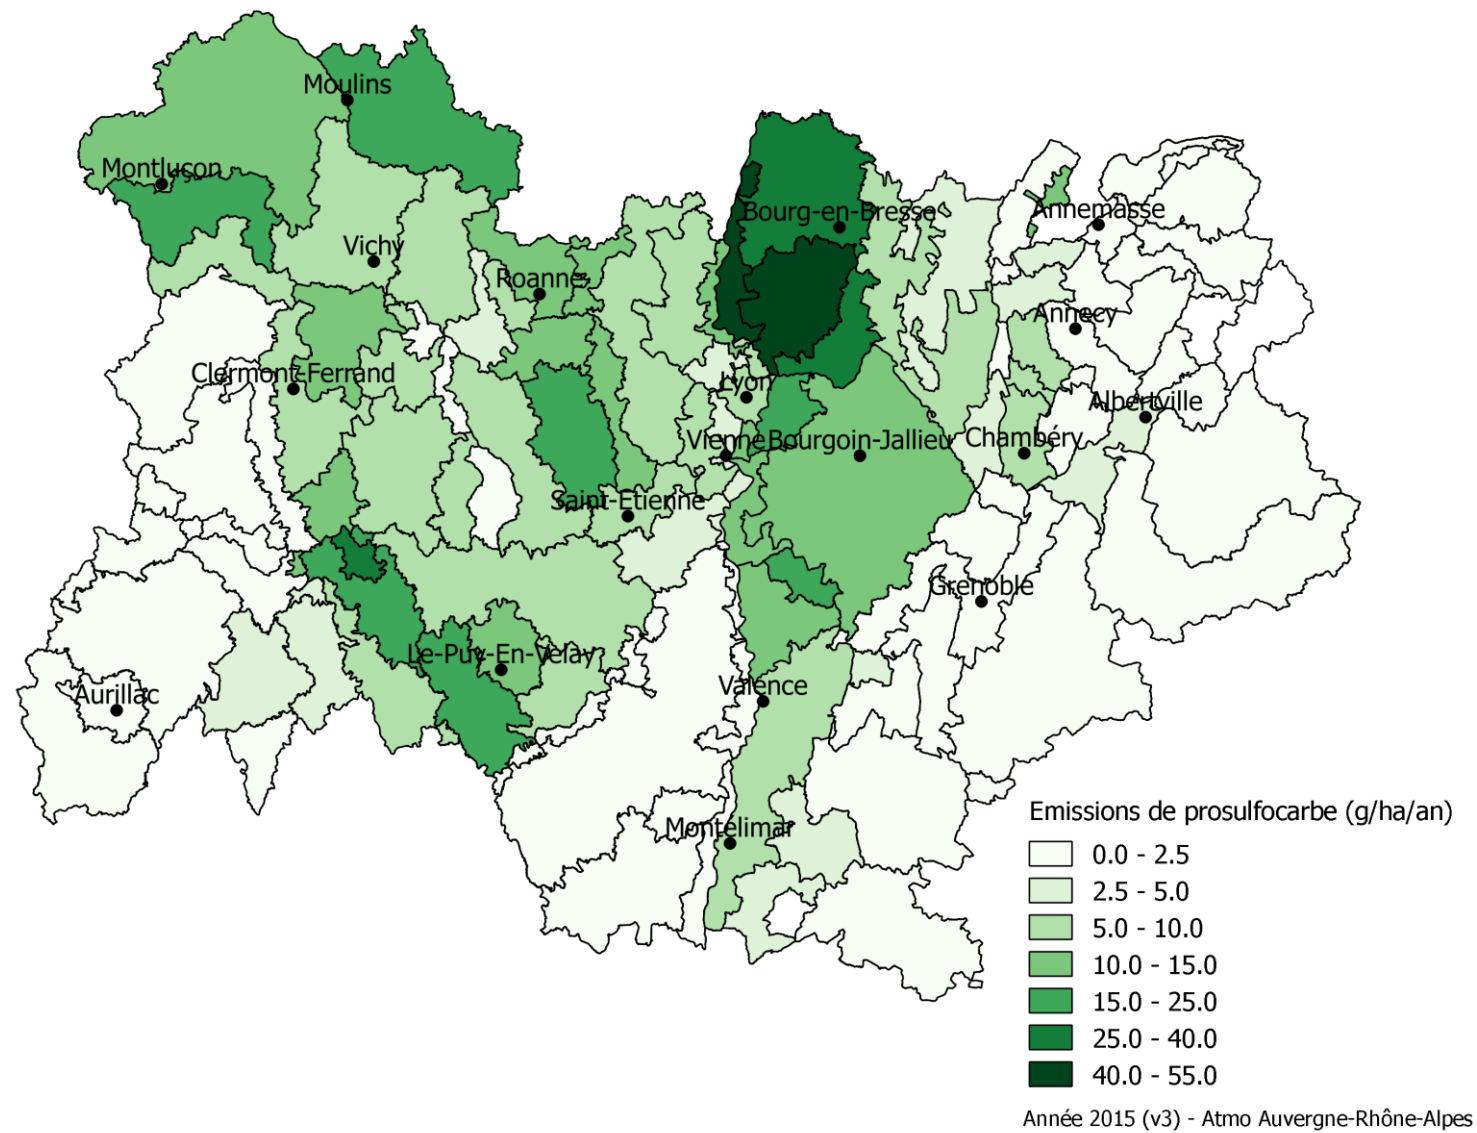 Moulins
Montluçon
Annemasse
Bourg-en-Bresse
Vichy
Roanne
Annecy
Clermont-Ferrand
Lyon
Albertville
Vienne
Bourgoin-Jallieu
Chambéry
Saint-Etienne
Grenoble
Le-Puy-En-Velay
Valence
Aurillac
Montélimar
Emissions de prosulfocarbe (g/ha/an)
0.0 - 2.5
2.5 - 5.0
5.0 - 10.0
10.0 - 15.0
15.0 - 25.0
25.0 - 40.0
40.0 - 55.0
Année 2015 (v3) - Atmo Auvergne-Rhône-Alpes